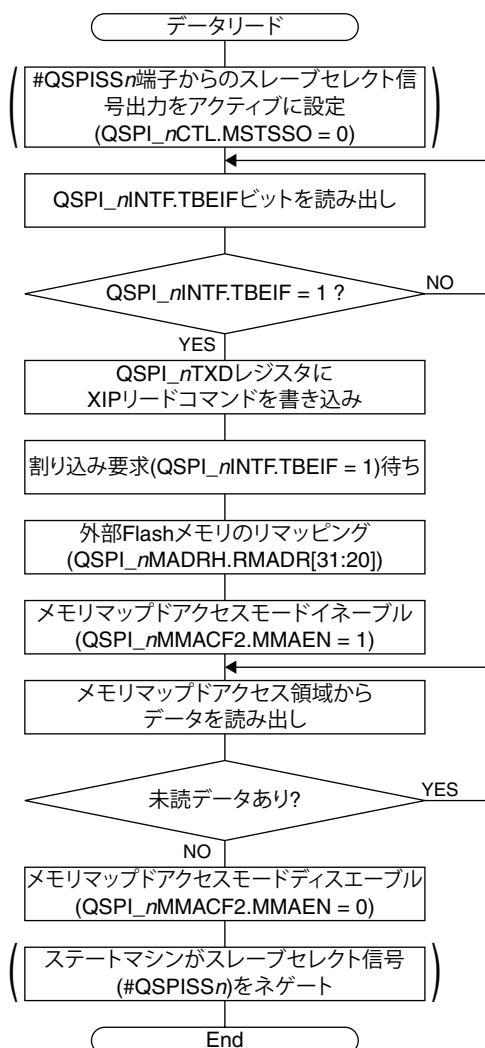 データリード
#QSPISSn端子からのスレーブセレクト信
号出力をアクティブに設定
(QSPI_nCTL.MSTSSO = 0)
QSPI_nINTF.TBEIFビットを読み出し
QSPI_nINTF.TBEIF = 1 ?
NO
YES
QSPI_nTXDレジスタに
XIPリードコマンドを書き込み
割り込み要求(QSPI_nINTF.TBEIF = 1)待ち
外部Flashメモリのリマッピング
(QSPI_nMADRH.RMADR[31:20])
メモリマップドアクセスモードイネーブル
(QSPI_nMMACF2.MMAEN = 1)
メモリマップドアクセス領域から
データを読み出し
未読データあり?
YES
NO
メモリマップドアクセスモードディスエーブル
(QSPI_nMMACF2.MMAEN = 0)
ステートマシンがスレーブセレクト信号
(#QSPISSn)をネゲート
End